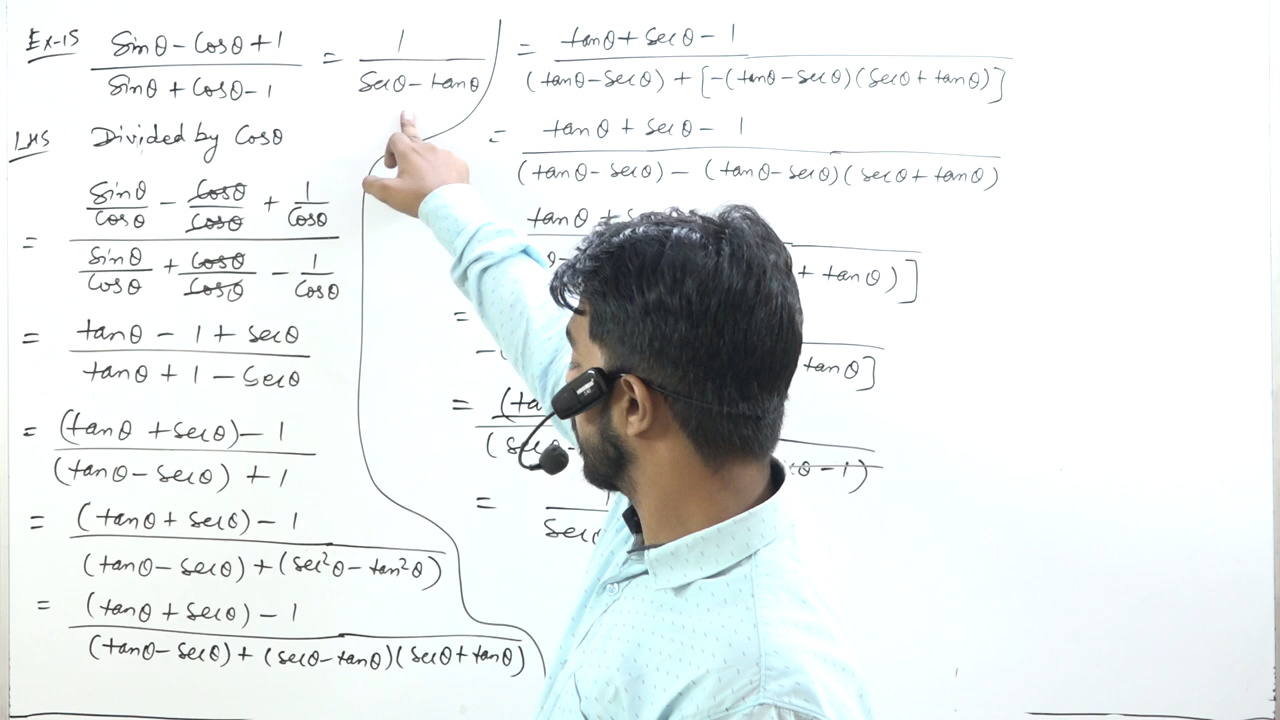 Ex-15 (Sinθ - Cosθ + 1)/(Sinθ + Cosθ - 1) = 1/(Secθ - tanθ)
LHS Divided by Cosθ
= (Sinθ/Cosθ - Cosθ/Cosθ + 1/Cosθ)/(Sinθ/Cosθ + Cosθ/Cosθ - 1/Cosθ)
= (tanθ - 1 + secθ)/(tanθ + 1 - Secθ)
= ((tanθ + secθ) - 1)/((tanθ - secθ) + 1)
= ((tanθ + secθ) - 1)/((tanθ - secθ) + (sec²θ - tan²θ))
= ((tanθ + secθ) - 1)/((tanθ - secθ) + (secθ - tanθ)(secθ + tanθ))
= (tanθ + secθ - 1)/((tanθ - secθ) + [-(tanθ - secθ)(secθ + tanθ)])
= (tanθ + secθ - 1)/((tanθ - secθ) - (tanθ - secθ)(secθ + tanθ))
tanθ +
+ tanθ)]
=
tanθ]
= (ta
(sec
θ - 1)
= 1
Sec